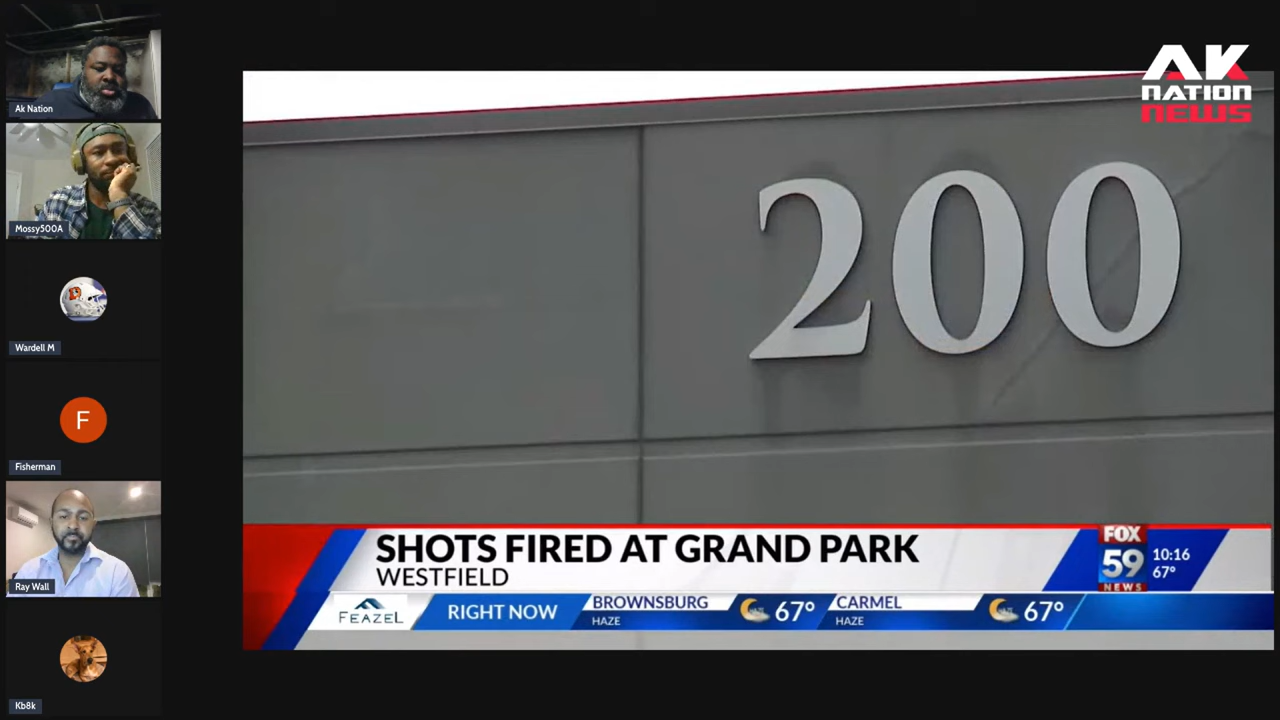 Ak Nation
Mossy500A
Wardell M
F
Fisherman
Ray Wall
Kb8k
AK
NATION
NEWS
200
SHOTS FIRED AT GRAND PARK
WESTFIELD
FOX
59
NEWS
10:16
67°
FEAZEL
RIGHT NOW
BROWNSBURG
HAZE
67°
CARMEL
HAZE
67°